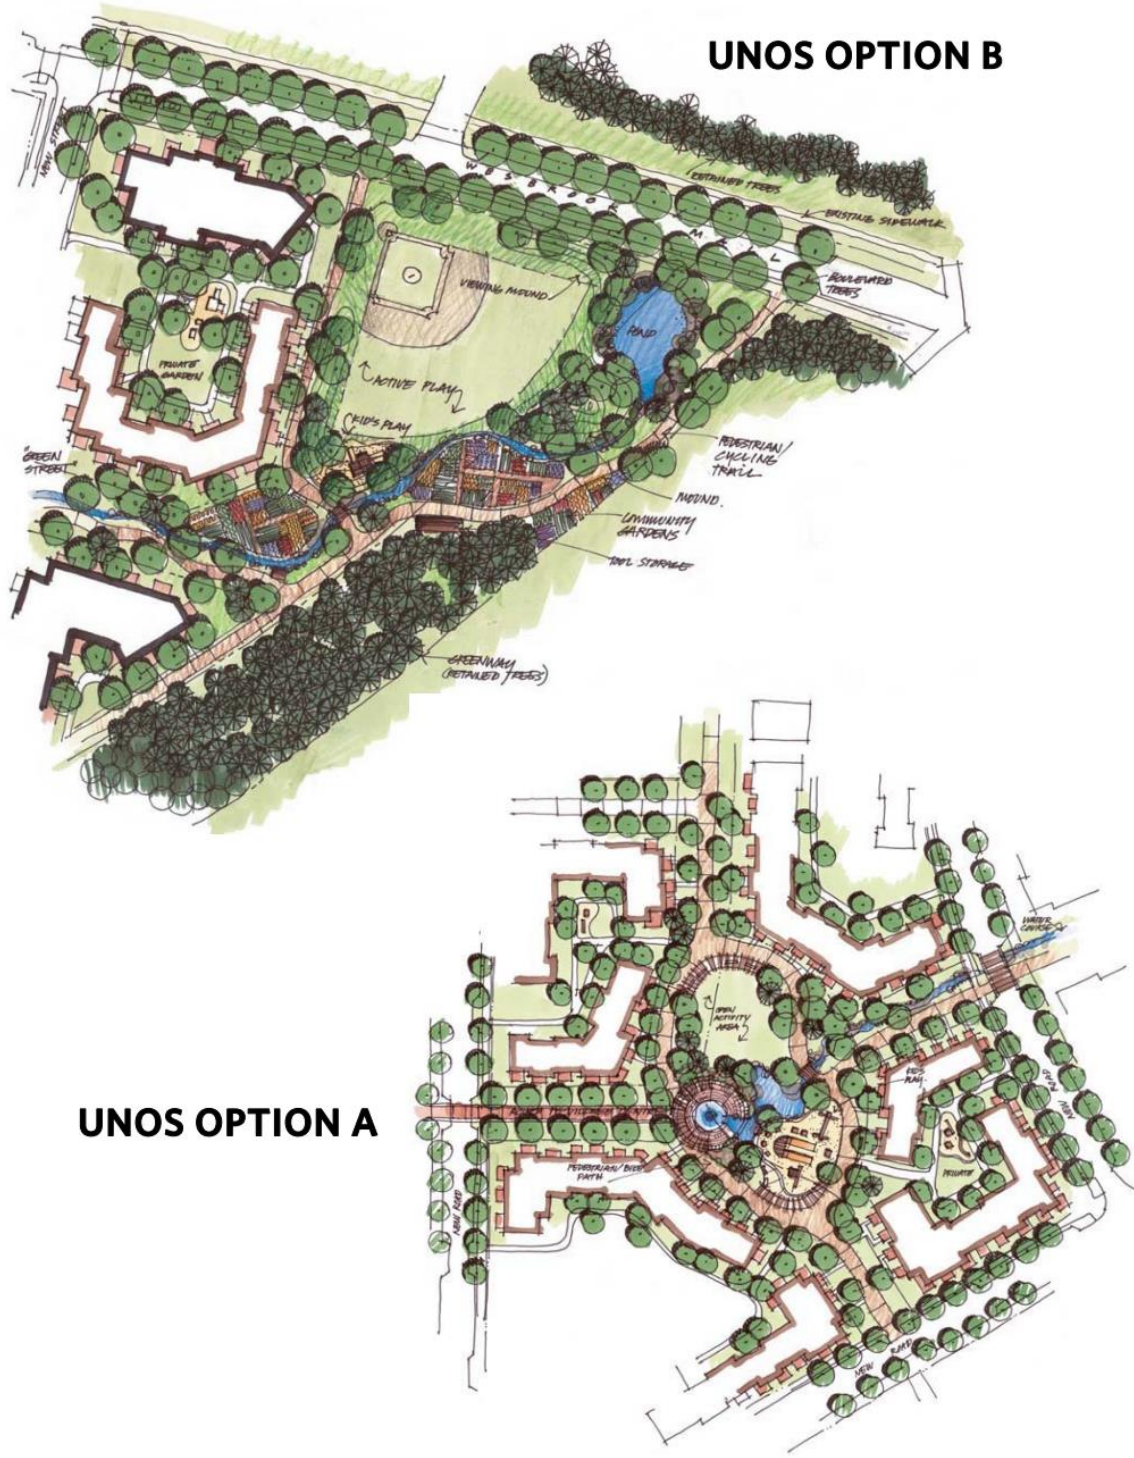 UNOS OPTION B
NEW STREET
WESBROOK MALL
RETAINED TREES
EXISTING SIDEWALK
BOULEVARD
TREES
VIEWING MOUND
POND
PRIVATE
GARDEN
ACTIVE PLAY
KID'S PLAY
GREEN
STREET
PEDESTRIAN/
CYCLING
TRAIL
MOUND.
COMMUNITY
GARDENS
TOOL STORAGE
GREENWAY
(RETAINED TREES)
WATER
COURSE
OPEN
ACTIVITY
AREA
KIDS
PLAY.
NEW ROAD
UNOS OPTION A
PEDESTRIAN/BIKE
PATH
PRIVATE
NEW ROAD
NEW ROAD